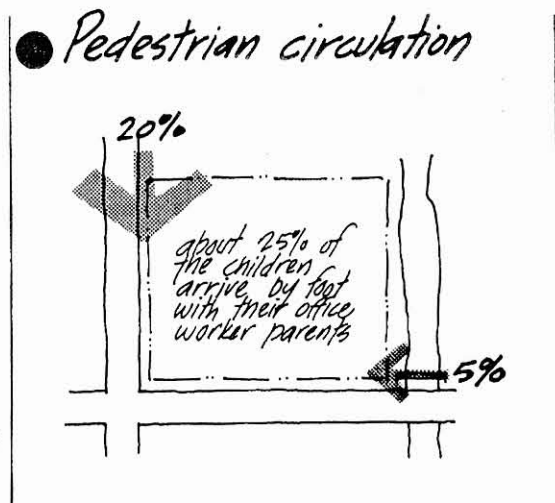 Pedestrian circulation
20%
about 25% of
the children
arrive by foot
with their office
worker parents
5%